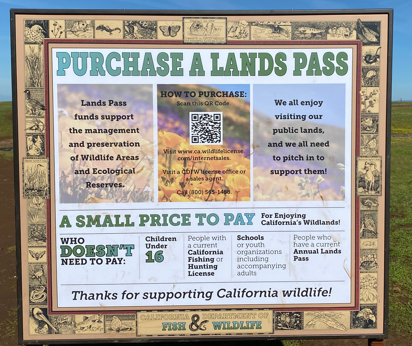 PURCHASE A LANDS PASS
Lands Pass
funds support
the management
and preservation
of Wildlife Areas
and Ecological
Reserves.
HOW TO PURCHASE:
Scan this QR Code
Visit www.ca.wildlifelicense.
com/internetsales.
Visit a CDFW license office or
a sales agent.
Call (800) 565-1458.
We all enjoy
visiting our
public lands,
and we all need
to pitch in to
support them!
A SMALL PRICE TO PAY
For Enjoying
California's Wildlands!
WHO
DOESN'T
NEED TO PAY:
Children
Under
16
People with
a current
California
Fishing or
Hunting
License
Schools
or youth
organizations
including
accompanying
adults
People who
have a current
Annual Lands
Pass
Thanks for supporting California wildlife!
CALIFORNIA DEPARTMENT OF
FISH & WILDLIFE